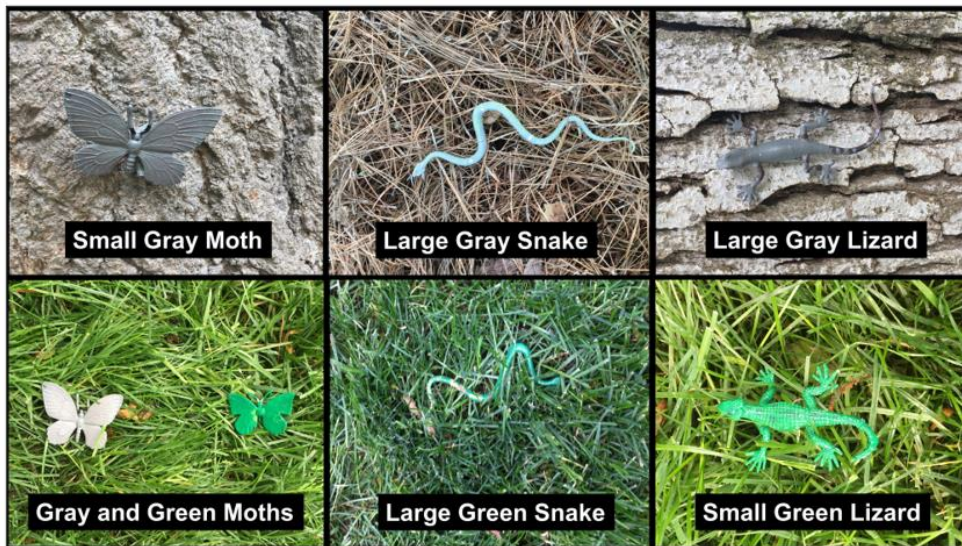 Small Gray Moth
Large Gray Snake
Large Gray Lizard
Gray and Green Moths
Large Green Snake
Small Green Lizard